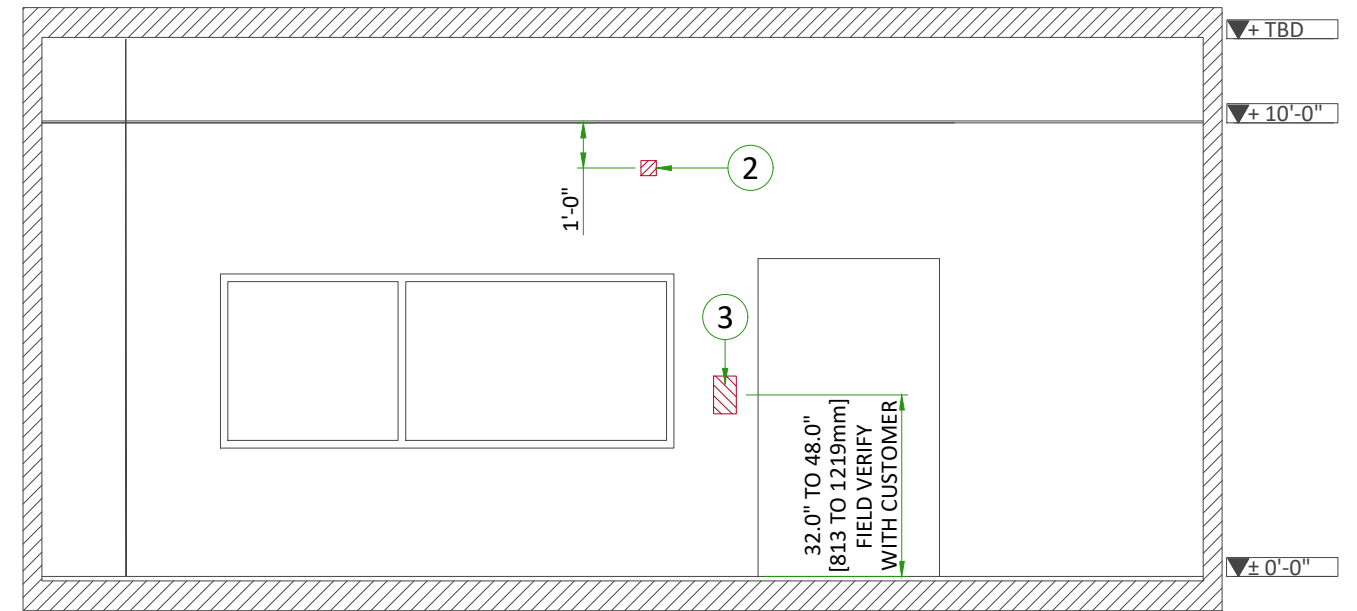 + TBD
+ 10'-0"
2
1'-0"
3
32.0" TO 48.0"
[813 TO 1219mm]
FIELD VERIFY
WITH CUSTOMER
± 0'-0"